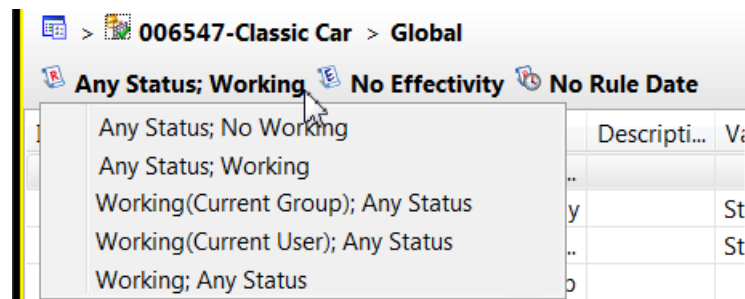 > 006547-Classic Car > Global
Any Status; Working No Effectivity No Rule Date
Any Status; No Working
Descripti... Va
Any Status; Working
..
Working(Current Group); Any Status
y St
Working(Current User); Any Status
.. St
Working; Any Status